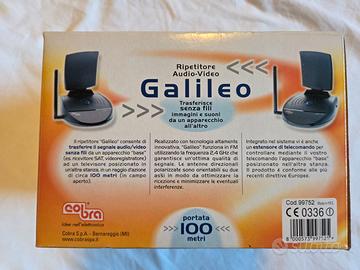 Ripetitore
Audio-Video
Galileo
Trasferisce
senza fili
immagini e suoni
da un apparecchio
all'altro
Il ripetitore "Galileo" consente di
trasferire il segnale audio/video
senza fili da un apparecchio "base"
(es. ricevitore SAT, videoregistratore)
ad un televisore posizionato in
un'altra stanza, in un raggio d'azione
di circa 100 metri (in campo
aperto).
Realizzato con tecnologia altamente
innovativa, "Galileo" funziona in FM
utilizzando la frequenza 2,4 GHz che
garantisce un'ottima qualità di
segnale. Le antenne direzionali
polarizzate sono orientabili su due
assi in modo da ottimizzare la
ricezione e minimizzare le eventuali
interferenze.
Integrato nel sistema vi è anche
un estensore di telecomando per
controllare mediante il vostro
telecomando l'apparecchio "base"
posizionato nell'altra stanza.
Il prodotto è conforme alle più
recenti direttive Europee.
cobra
idee nell'elettronica
Cobra S.p.A. - Bernareggio (MI)
www.cobraspa.it
portata
100
metri
Cod.99752
CE 0336
8 000573 997521